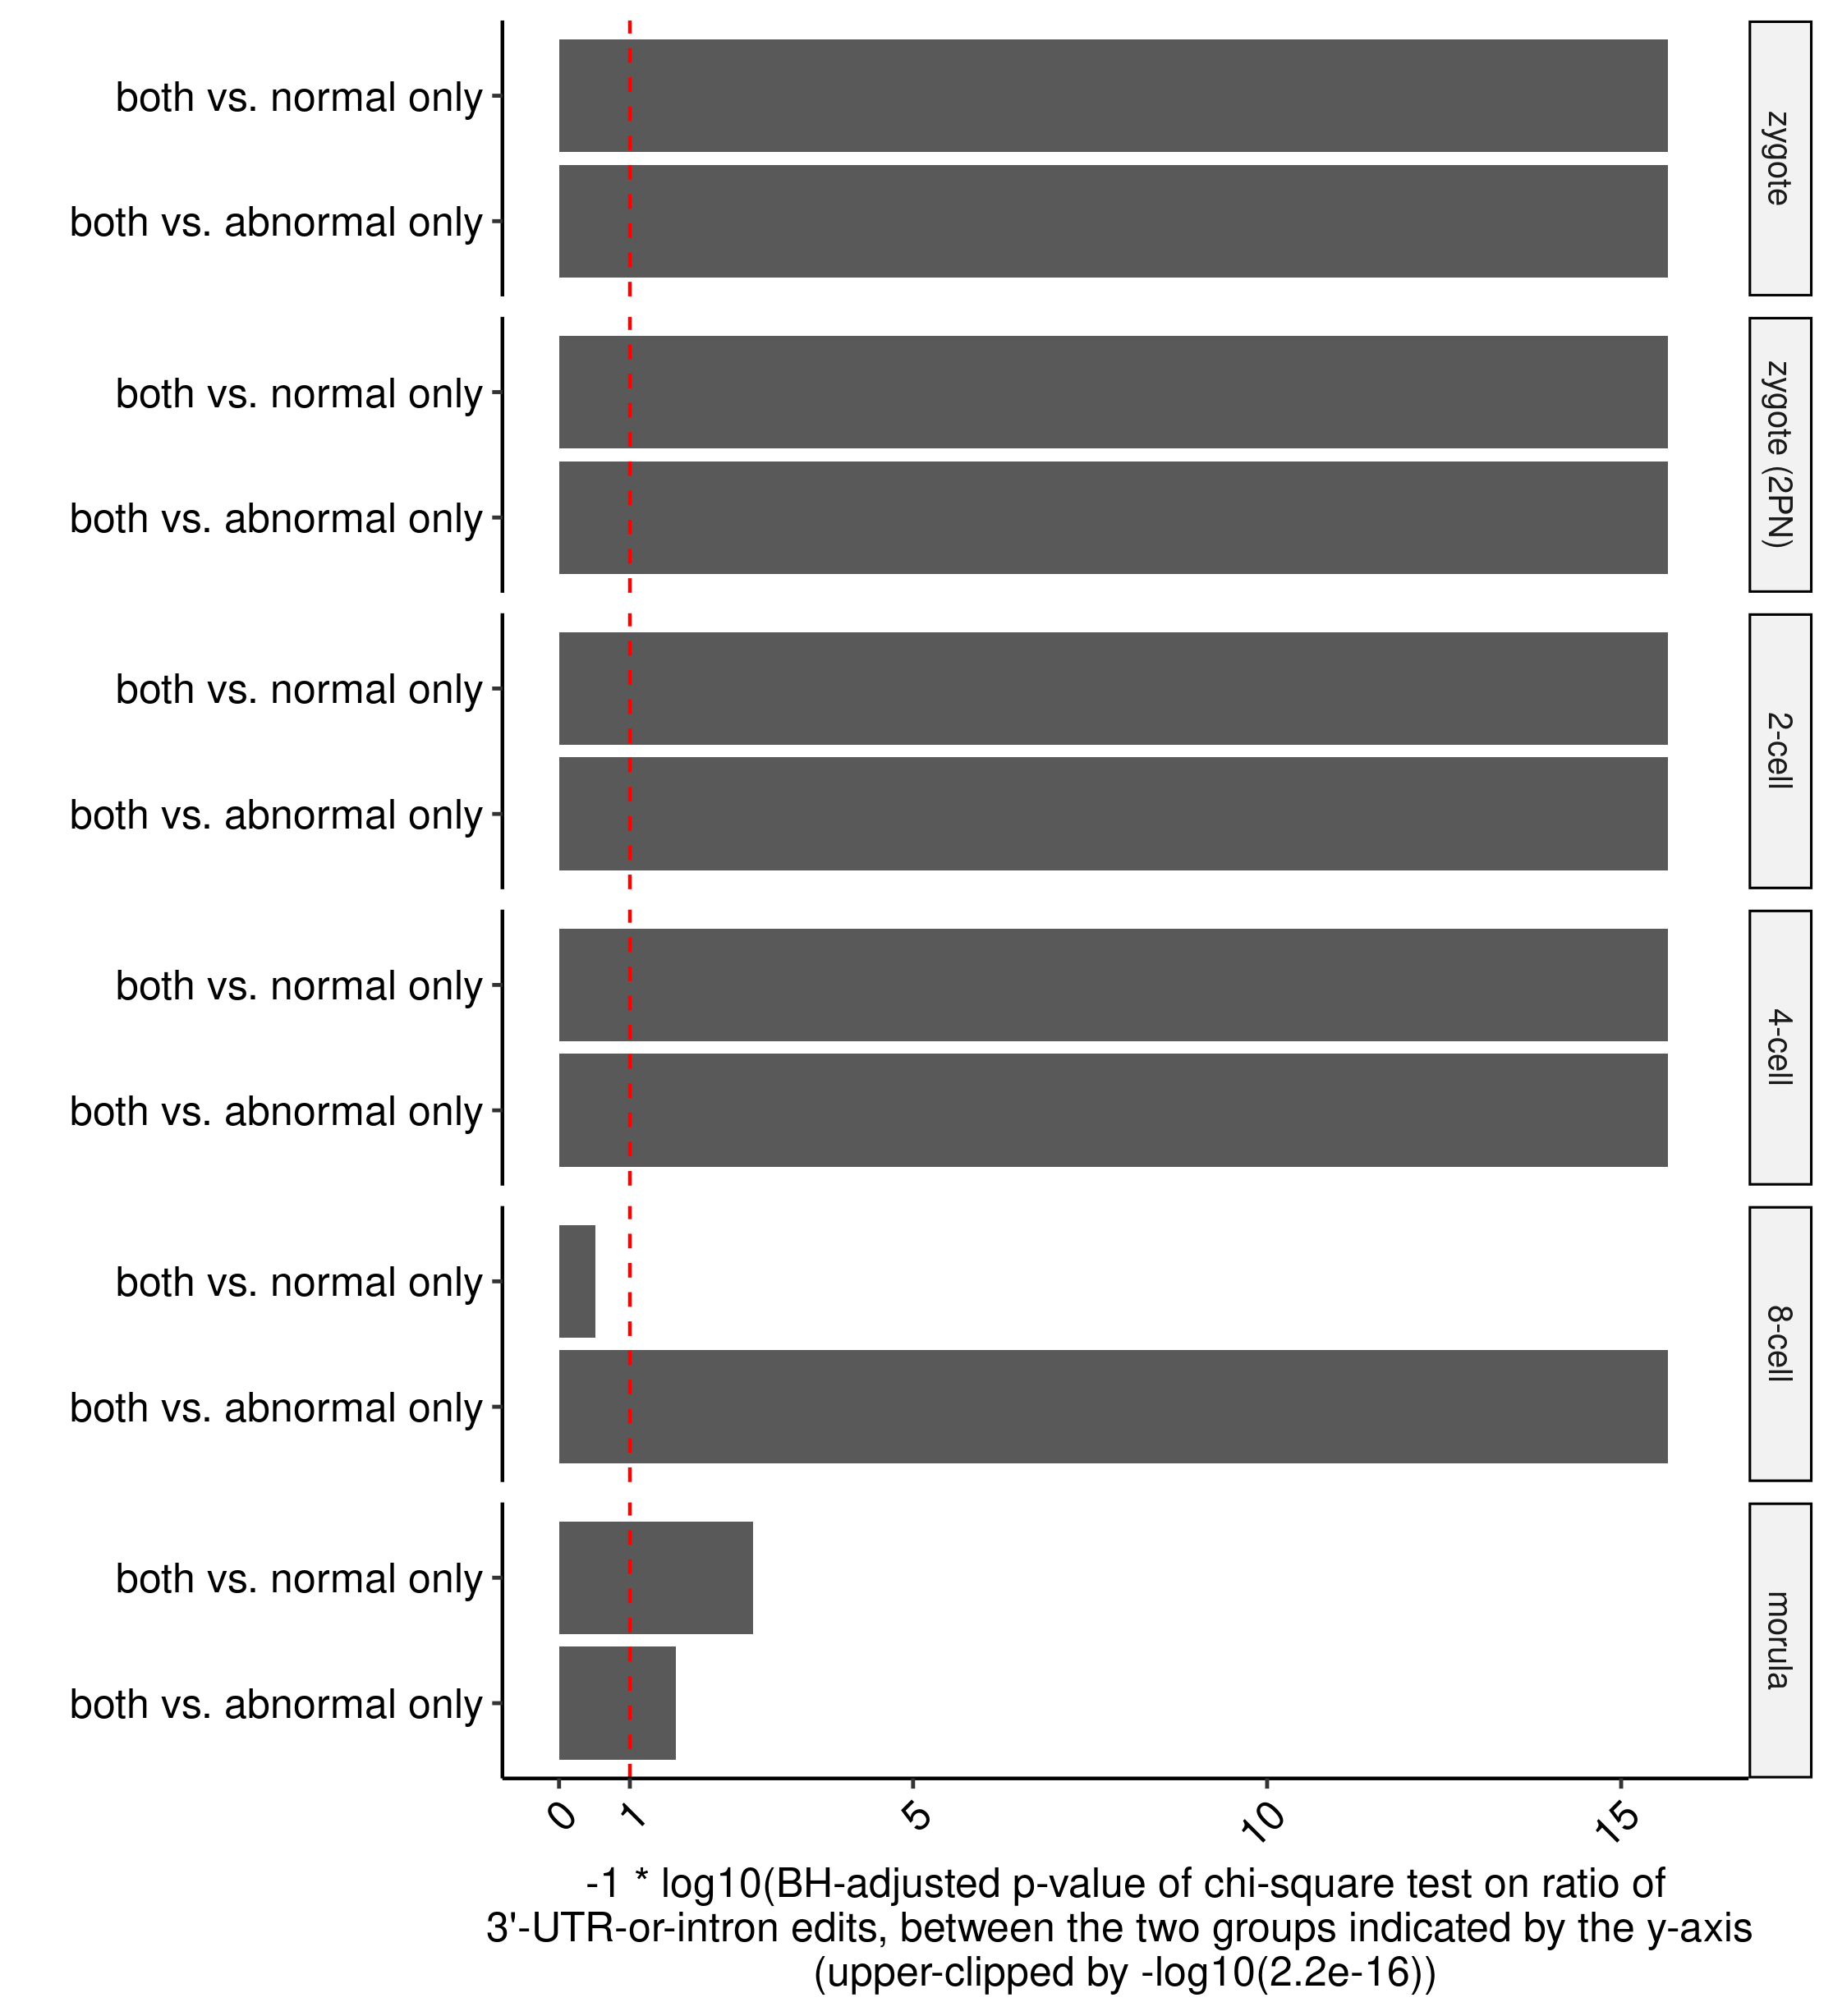 both vs. normal only
both vs. abnormal only
zygote
both vs. normal only
both vs. abnormal only
zygote (2PN)
both vs. normal only
both vs. abnormal only
2-cell
both vs. normal only
both vs. abnormal only
4-cell
both vs. normal only
both vs. abnormal only
8-cell
both vs. normal only
both vs. abnormal only
morula
0 1 5 10 15
-1 * log10(BH-adjusted p-value of chi-square test on ratio of
3'-UTR-or-intron edits, between the two groups indicated by the y-axis
(upper-clipped by -log10(2.2e-16))